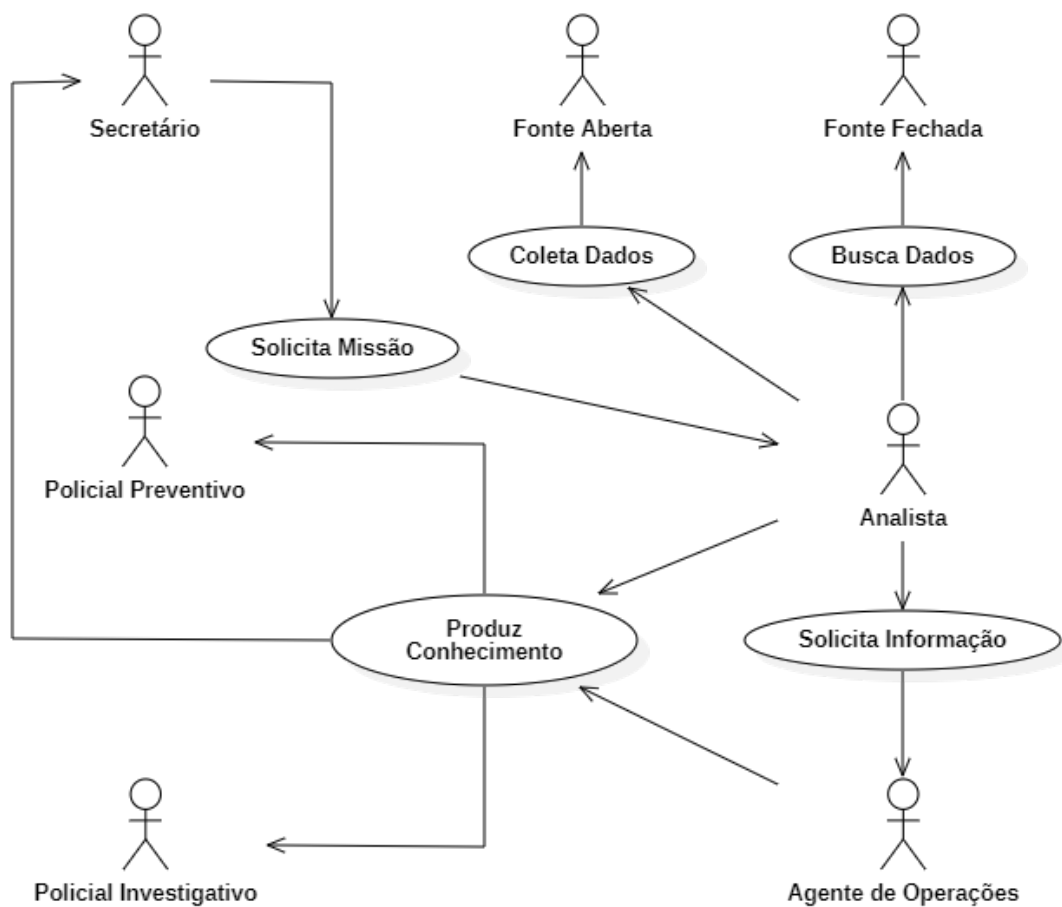 Secretário
Fonte Aberta
Fonte Fechada
Coleta Dados
Busca Dados
Solicita Missão
Policial Preventivo
Analista
Produz
Conhecimento
Solicita Informação
Policial Investigativo
Agente de Operações